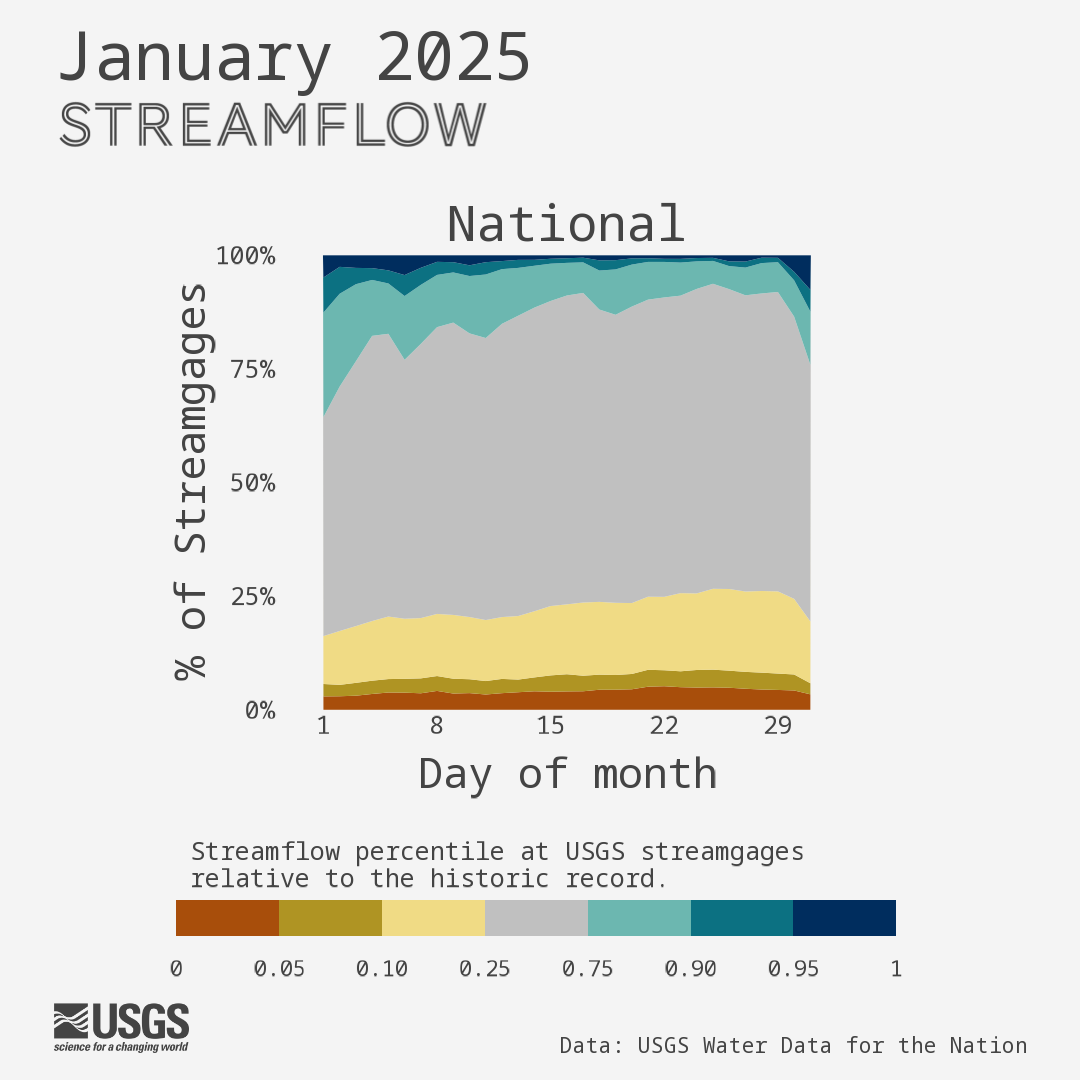 January 2025
STREAMFLOW
National
100%
75%
50%
25%
0%
% of Streamgages
1 8 15 22 29
Day of month
Streamflow percentile at USGS streamgages
relative to the historic record.
0 0.05 0.10 0.25 0.75 0.90 0.95 1
USGS
science for a changing world
Data: USGS Water Data for the Nation